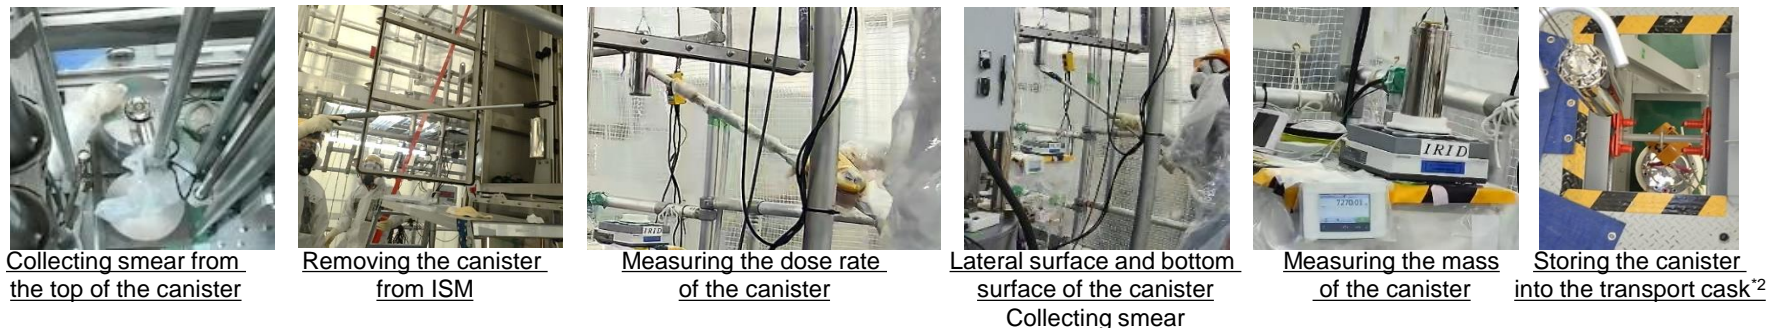 IRID
IRID
7270.03
Collecting smear from
the top of the canister
Removing the canister
from ISM
Measuring the dose rate
of the canister
Lateral surface and bottom
surface of the canister
Collecting smear
Measuring the mass
of the canister
Storing the canister
into the transport cask*2